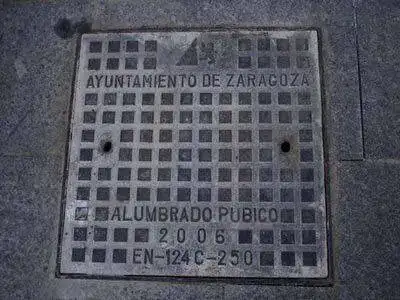 AYUNTAMIENTO DE ZARAGOZA
ALUMBRADO PUBICO
2006
EN-124 C-250